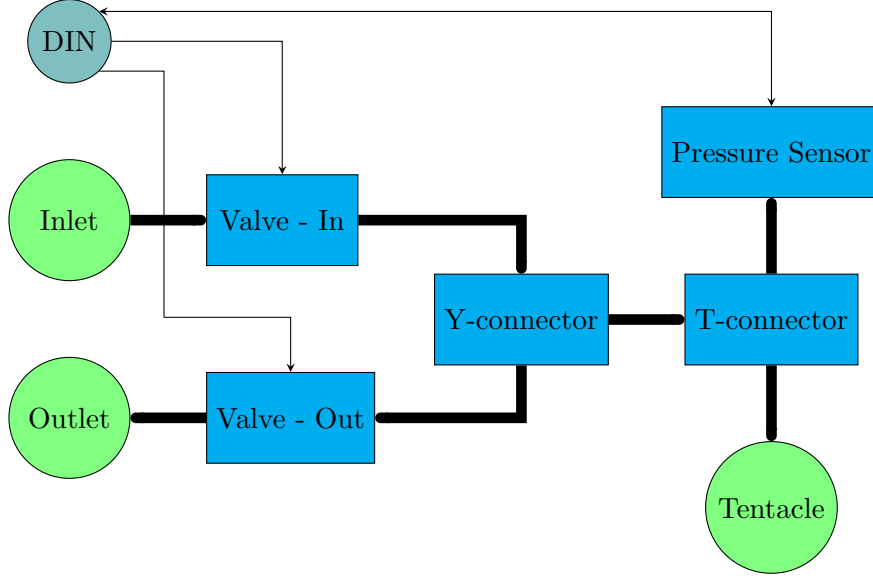 DIN
Pressure Sensor
Inlet
Valve - In
Y-connector
T-connector
Outlet
Valve - Out
Tentacle